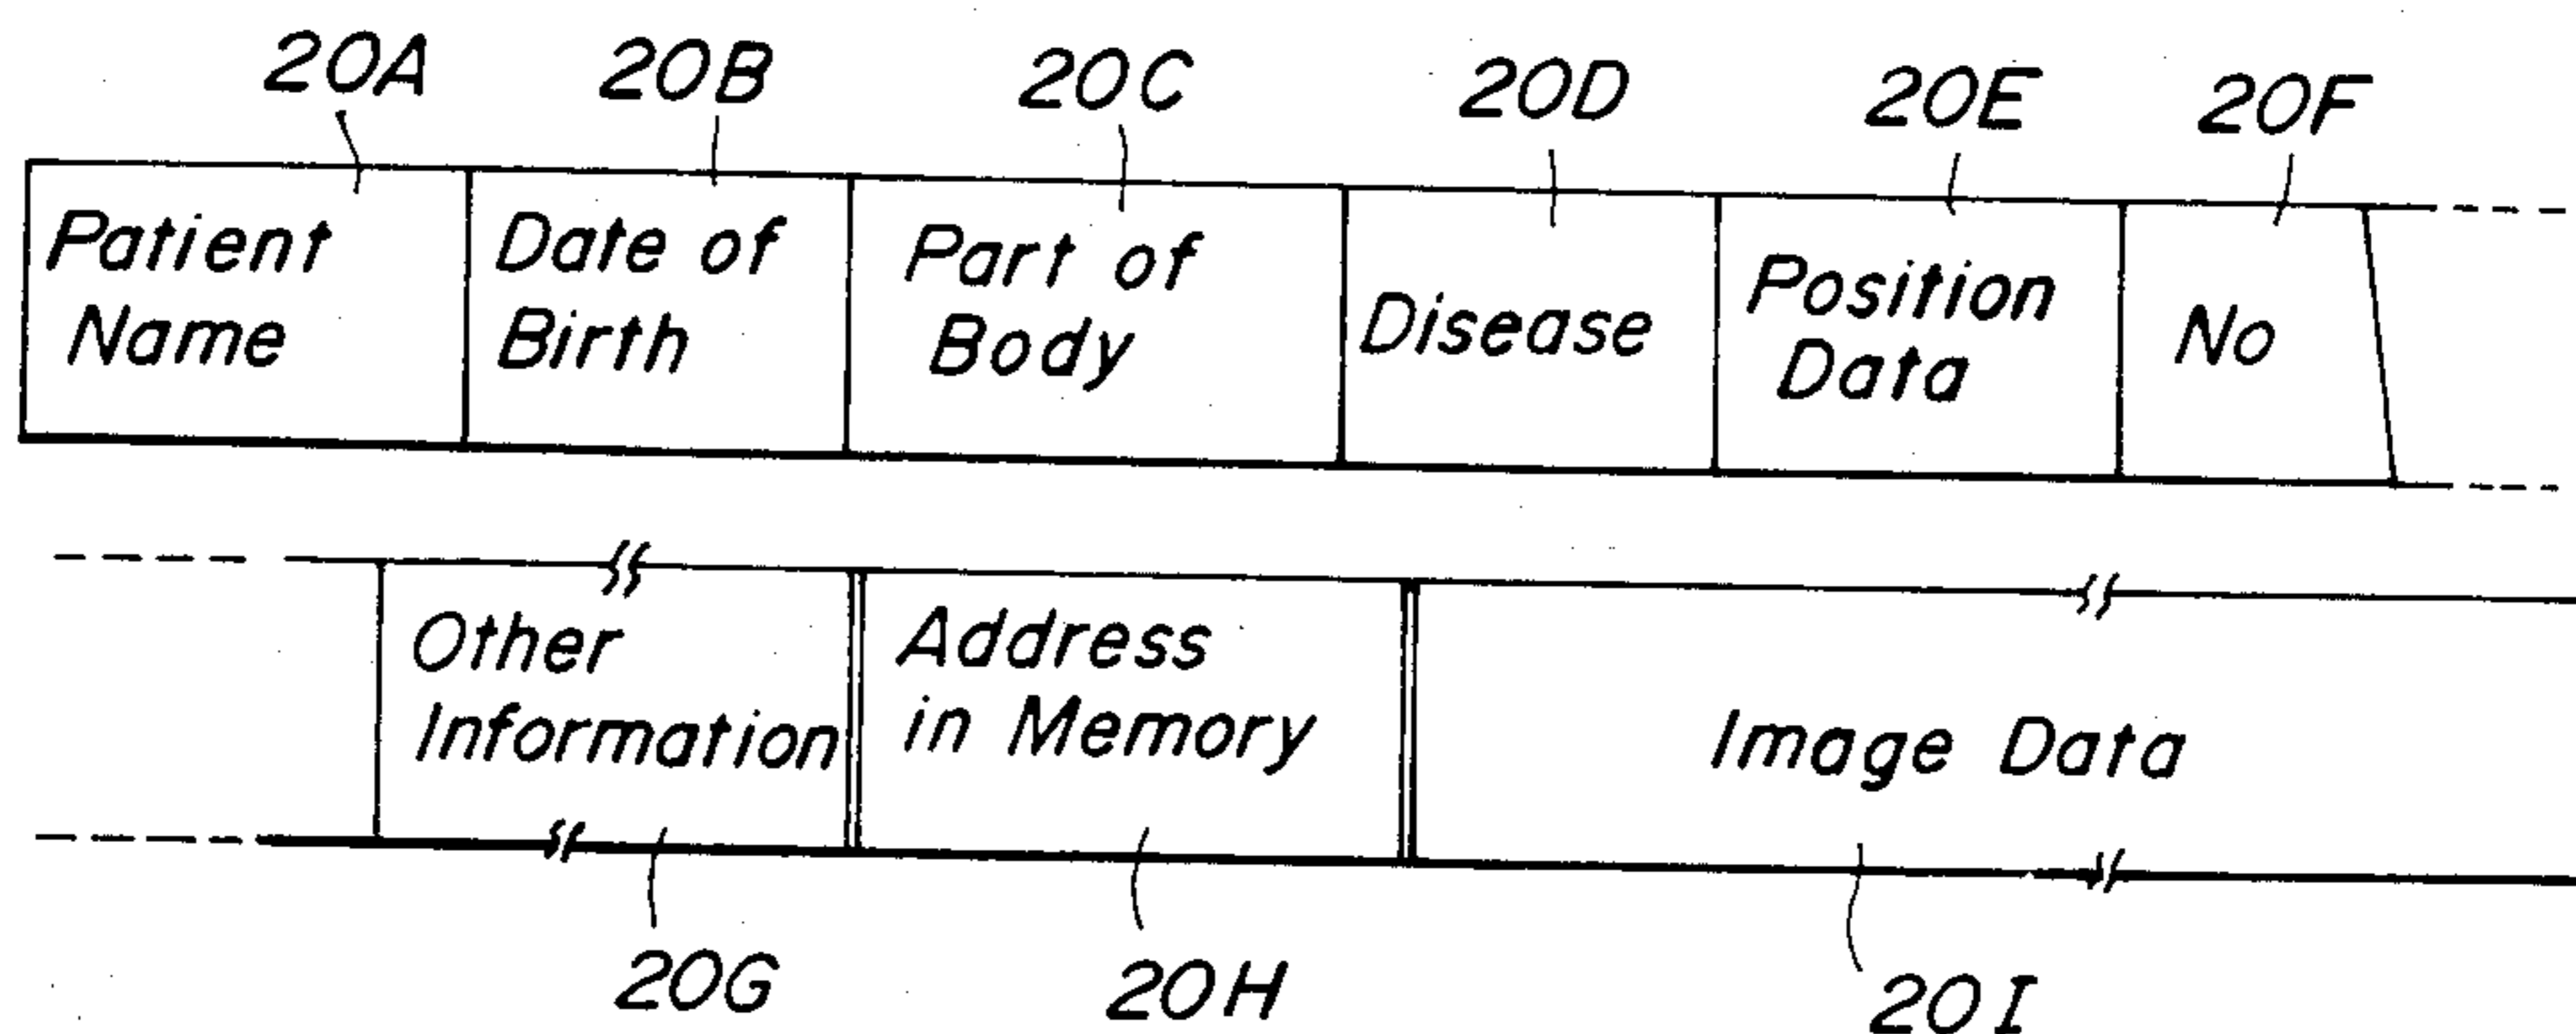 20A 20B 20C 20D 20E 20F
Patient Name
Date of Birth
Part of Body
Disease
Position Data
No
Other Information
Address in Memory
Image Data
20G 20H 20I